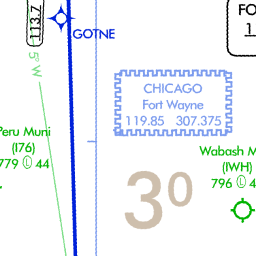 113.7
GOTNE
FO
1
5° W
CHICAGO
Fort Wayne
119.85 307.375
Peru Muni
(I76)
779 Ⓛ 44
Wabash M
(IWH)
796 Ⓛ 4
30